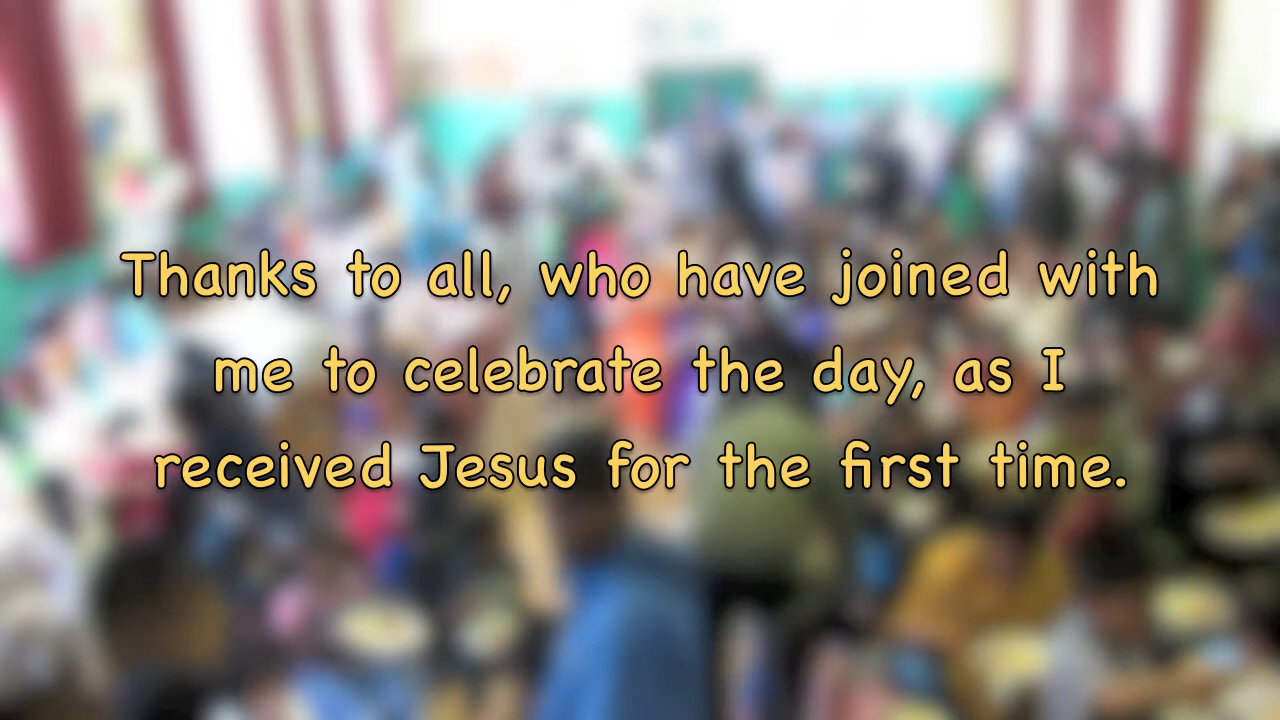 Thanks to all, who have joined with
me to celebrate the day, as I
received Jesus for the first time.